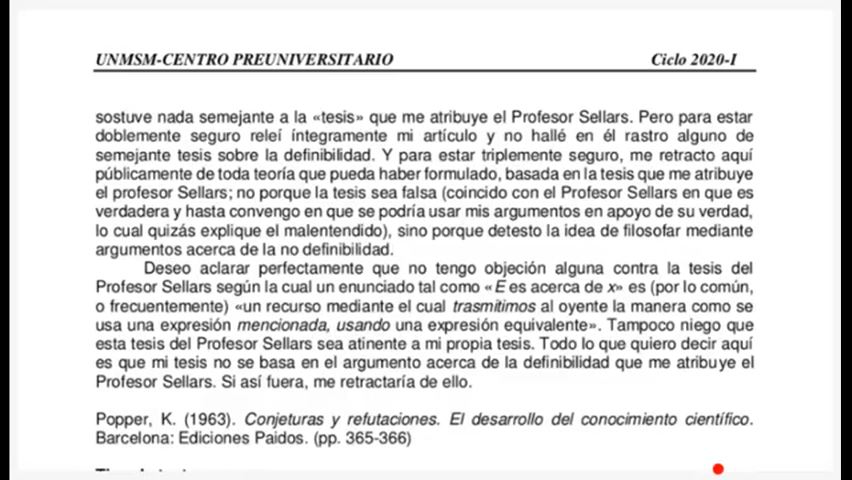 UNMSM-CENTRO PREUNIVERSITARIO Ciclo 2020-I
sostuve nada semejante a la «tesis» que me atribuye el Profesor Sellars. Pero para estar
doblemente seguro releí íntegramente mi artículo y no hallé en él rastro alguno de
semejante tesis sobre la definibilidad. Y para estar triplemente seguro, me retracto aquí
públicamente de toda teoría que pueda haber formulado, basada en la tesis que me atribuye
el profesor Sellars; no porque la tesis sea falsa (coincido con el Profesor Sellars en que es
verdadera y hasta convengo en que se podría usar mis argumentos en apoyo de su verdad,
lo cual quizás explique el malentendido), sino porque detesto la idea de filosofar mediante
argumentos acerca de la no definibilidad.
Deseo aclarar perfectamente que no tengo objeción alguna contra la tesis del
Profesor Sellars según la cual un enunciado tal como «E es acerca de x» es (por lo común,
o frecuentemente) «un recurso mediante el cual trasmitimos al oyente la manera como se
usa una expresión mencionada, usando una expresión equivalente». Tampoco niego que
esta tesis del Profesor Sellars sea atinente a mi propia tesis. Todo lo que quiero decir aquí
es que mi tesis no se basa en el argumento acerca de la definibilidad que me atribuye el
Profesor Sellars. Si así fuera, me retractaría de ello.
Popper, K. (1963). Conjeturas y refutaciones. El desarrollo del conocimiento científico.
Barcelona: Ediciones Paidos. (pp. 365-366)